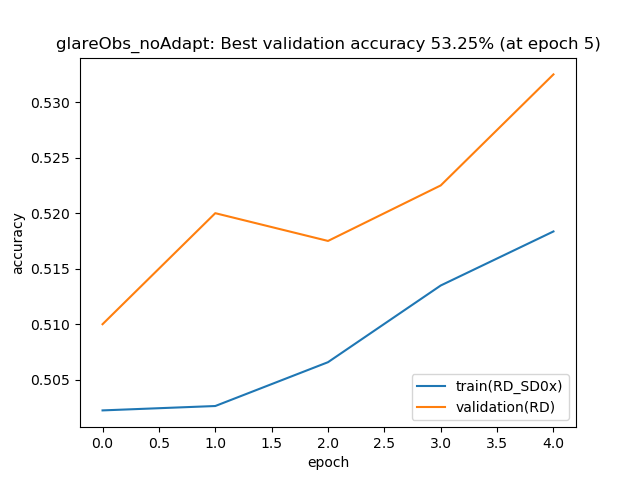 glareObs_noAdapt: Best validation accuracy 53.25% (at epoch 5)
accuracy
0.530
0.525
0.520
0.515
0.510
0.505
0.0 0.5 1.0 1.5 2.0 2.5 3.0 3.5 4.0
epoch
train(RD_SD0x)
validation(RD)